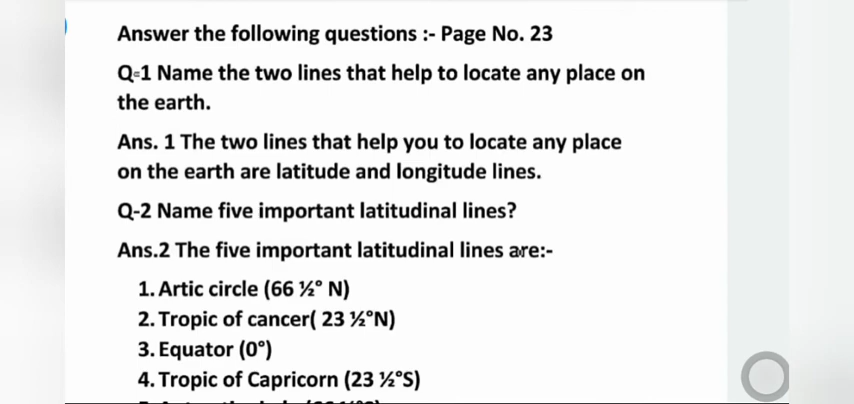 Answer the following questions :- Page No. 23
Q-1 Name the two lines that help to locate any place on
the earth.
Ans. 1 The two lines that help you to locate any place
on the earth are latitude and longitude lines.
Q-2 Name five important latitudinal lines?
Ans.2 The five important latitudinal lines are:-
1. Artic circle (66 ½° N)
2. Tropic of cancer( 23 ½°N)
3. Equator (0°)
4. Tropic of Capricorn (23 ½°S)